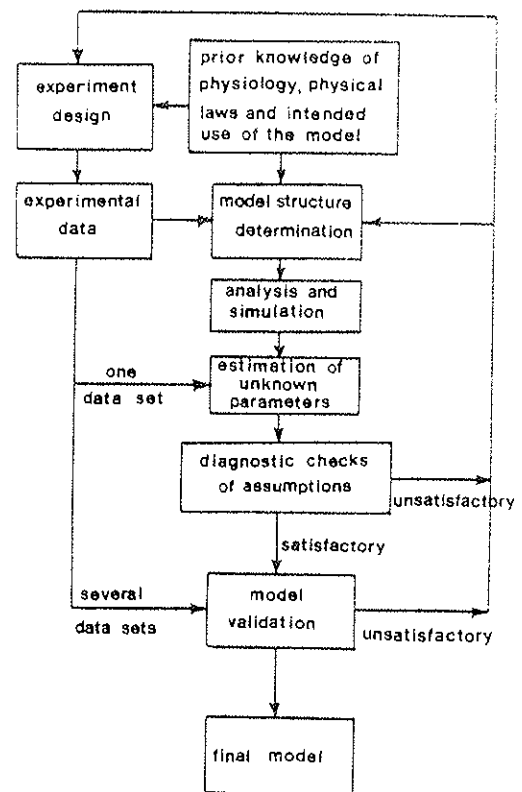 experiment
design
prior knowledge of
physiology, physical
laws and intended
use of the model
experimental
data
model structure
determination
analysis and
simulation
one
data set
estimation of
unknown
parameters
diagnostic checks
of assumptions
unsatisfactory
satisfactory
several
data sets
model
validation
unsatisfactory
final model